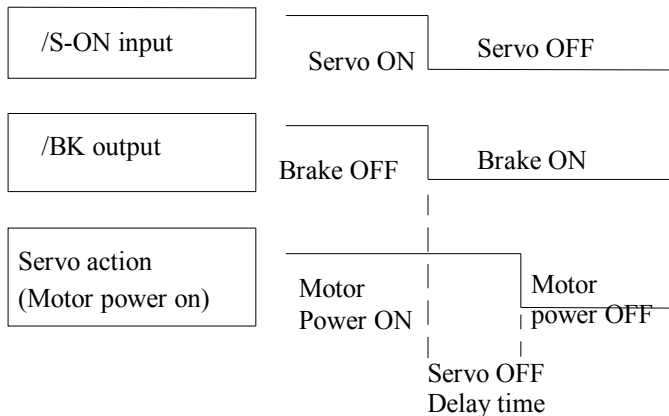 /S-ON input
Servo ON
Servo OFF
/BK output
Brake OFF
Brake ON
Servo action
(Motor power on)
Motor
Power ON
Motor
power OFF
Servo OFF
Delay time